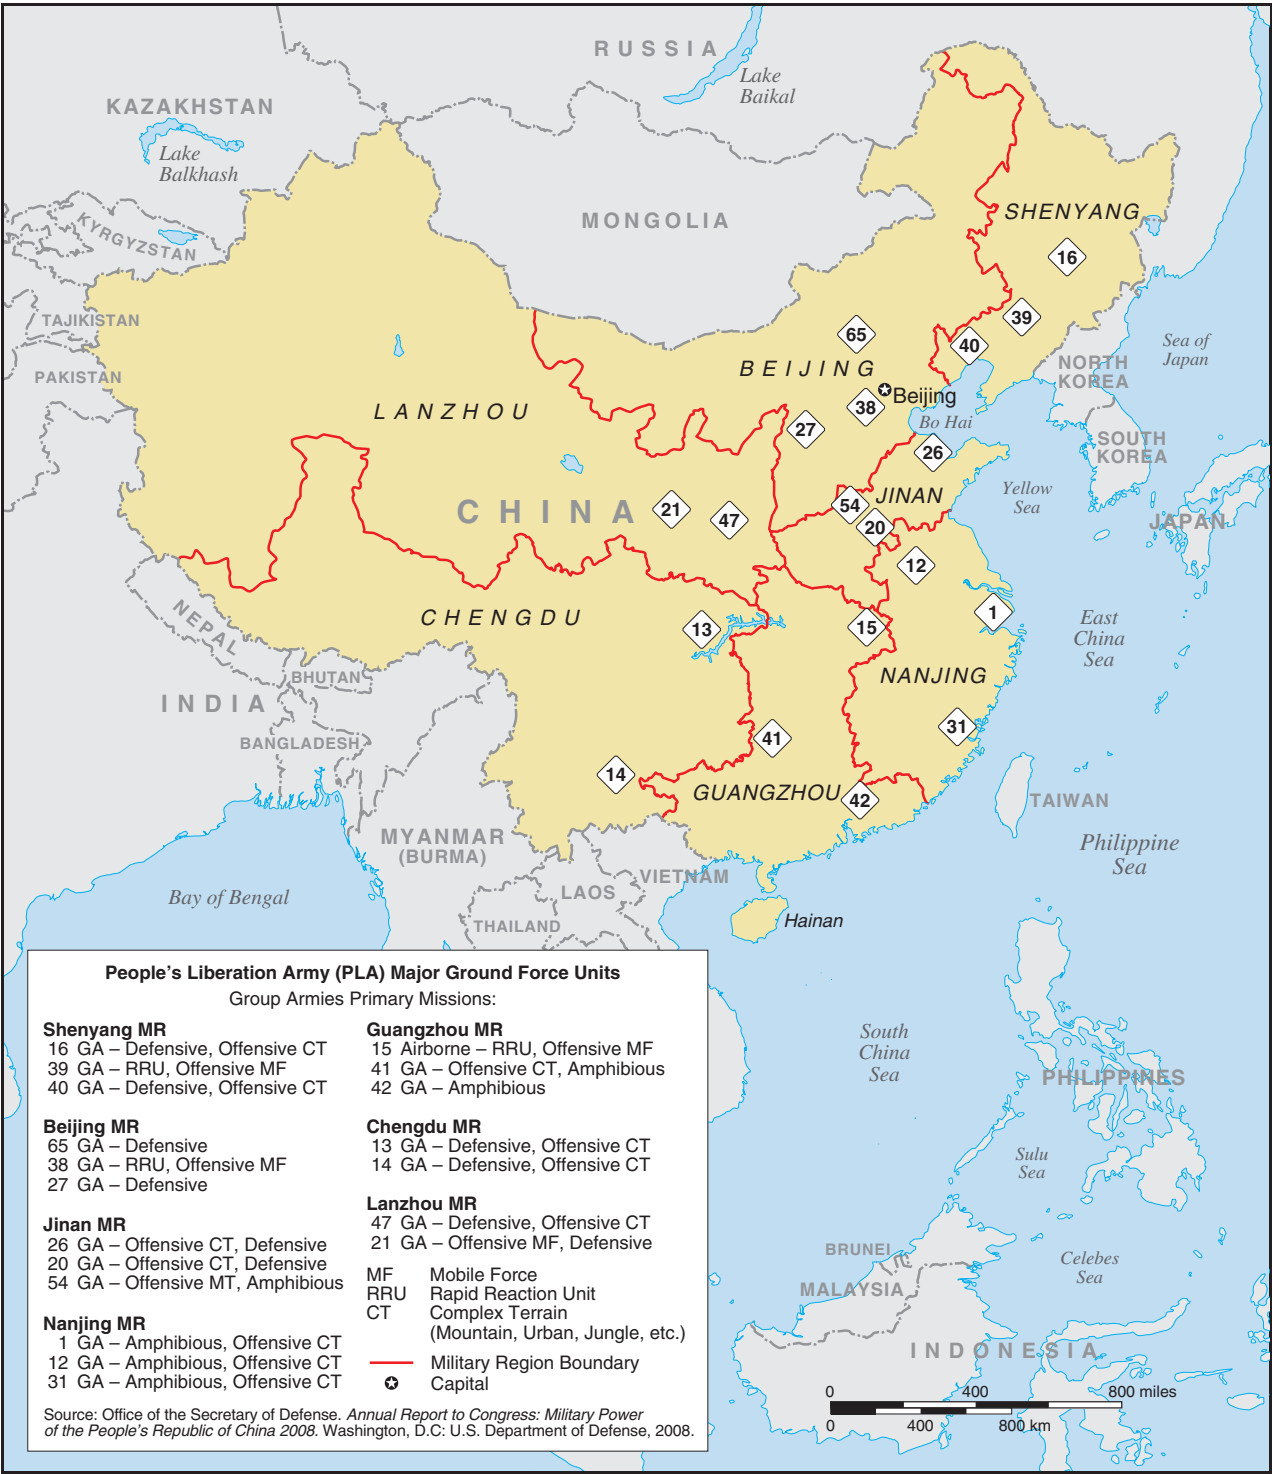 RUSSIA
Lake
Baikal
KAZAKHSTAN
Lake
Balkhash
MONGOLIA
KYRGYZSTAN
SHENYANG
16
TAJIKISTAN
39
65
40
Sea of
Japan
PAKISTAN
BEIJING
NORTH
KOREA
Beijing
38
LANZHOU
27
Bo Hai
26
SOUTH
KOREA
CHINA
21
47
54
JINAN
20
Yellow
Sea
JAPAN
12
NEPAL
CHENGDU
13
15
1
East
China
Sea
BHUTAN
NANJING
INDIA
31
BANGLADESH
41
14
GUANGZHOU
42
TAIWAN
MYANMAR
(BURMA)
Philippine
Sea
VIETNAM
LAOS
Bay of Bengal
THAILAND
Hainan
People's Liberation Army (PLA) Major Ground Force Units
Group Armies Primary Missions:
Shenyang MR
16 GA – Defensive, Offensive CT
39 GA – RRU, Offensive MF
40 GA – Defensive, Offensive CT
Beijing MR
65 GA – Defensive
38 GA – RRU, Offensive MF
27 GA – Defensive
Jinan MR
26 GA – Offensive CT, Defensive
20 GA – Offensive CT, Defensive
54 GA – Offensive MT, Amphibious
Nanjing MR
1 GA – Amphibious, Offensive CT
12 GA – Amphibious, Offensive CT
31 GA – Amphibious, Offensive CT
Guangzhou MR
15 Airborne – RRU, Offensive MF
41 GA – Offensive CT, Amphibious
42 GA – Amphibious
Chengdu MR
13 GA – Defensive, Offensive CT
14 GA – Defensive, Offensive CT
Lanzhou MR
47 GA – Defensive, Offensive CT
21 GA – Offensive MF, Defensive
MF Mobile Force
RRU Rapid Reaction Unit
CT Complex Terrain
(Mountain, Urban, Jungle, etc.)
Military Region Boundary
Capital
Source: Office of the Secretary of Defense. Annual Report to Congress: Military Power
of the People's Republic of China 2008. Washington, D.C: U.S. Department of Defense, 2008.
South
China
Sea
PHILIPPINES
Sulu
Sea
BRUNEI
Celebes
Sea
MALAYSIA
INDONESIA
0 400 800 miles
0 400 800 km